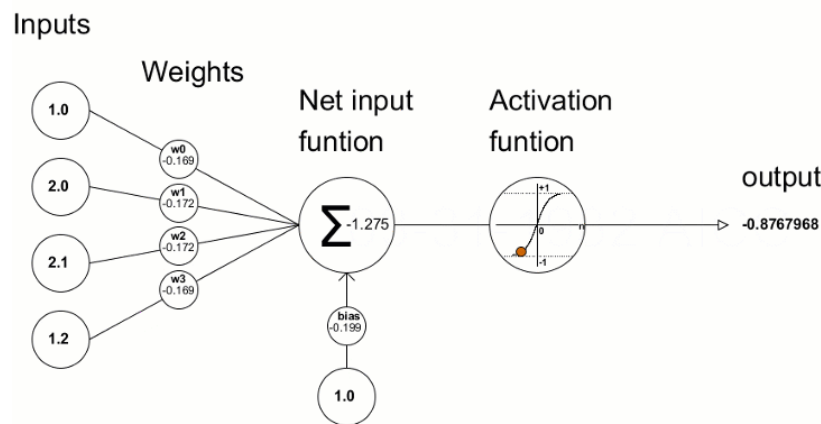 Inputs
Weights
Net input
funtion
Activation
funtion
output
1.0
2.0
2.1
1.2
w0
-0.169
w1
-0.172
w2
-0.172
w3
-0.169
∑ -1.275
+1
0
n
-1
-0.8767968
bias
-0.199
1.0